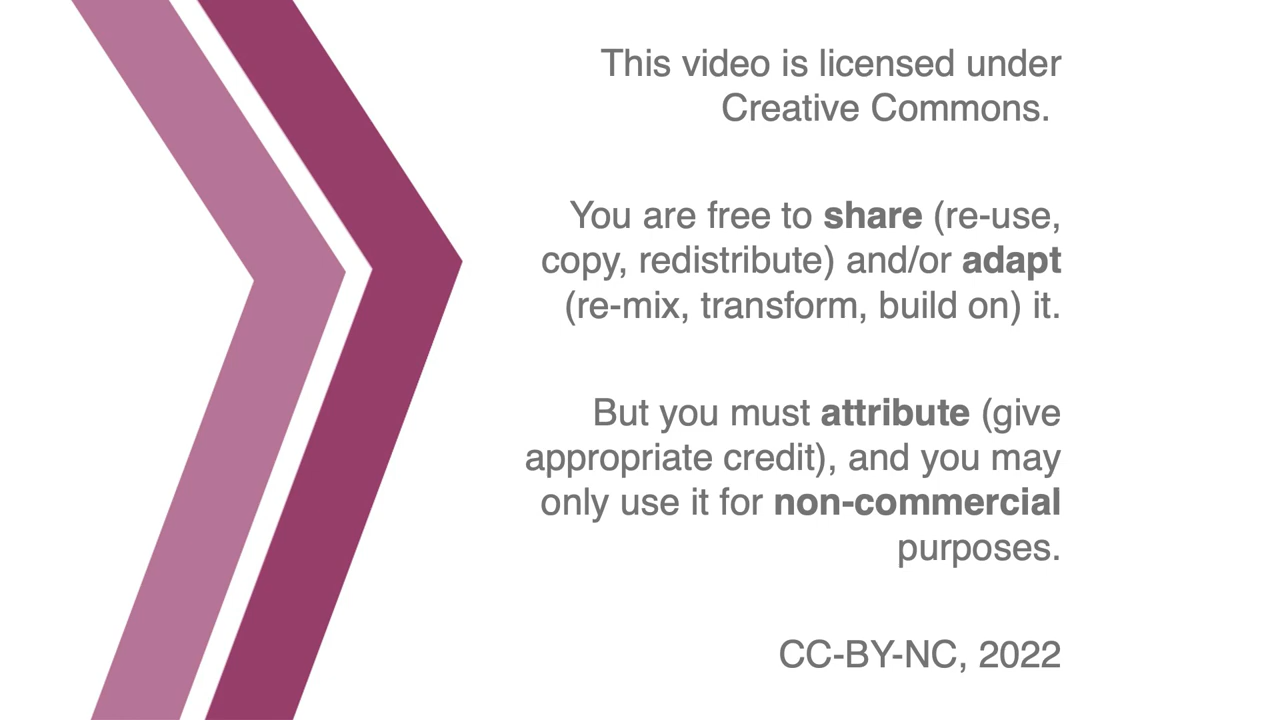 This video is licensed under
Creative Commons.
You are free to share (re-use,
copy, redistribute) and/or adapt
(re-mix, transform, build on) it.
But you must attribute (give
appropriate credit), and you may
only use it for non-commercial
purposes.
CC-BY-NC, 2022